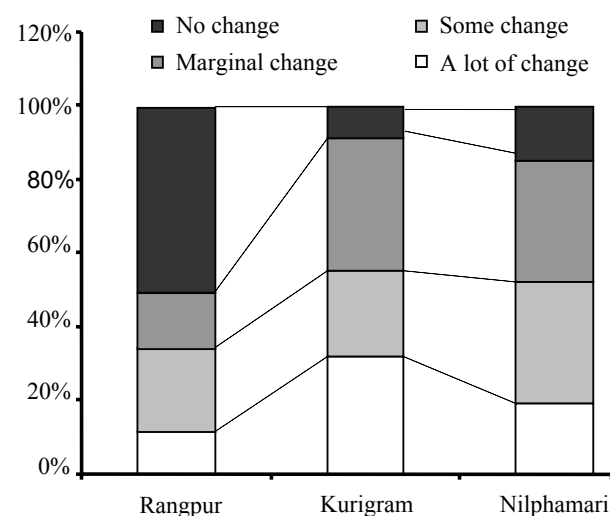 120%
No change
Some change
Marginal change
A lot of change
100%
80%
60%
40%
20%
0%
Rangpur
Kurigram
Nilphamari